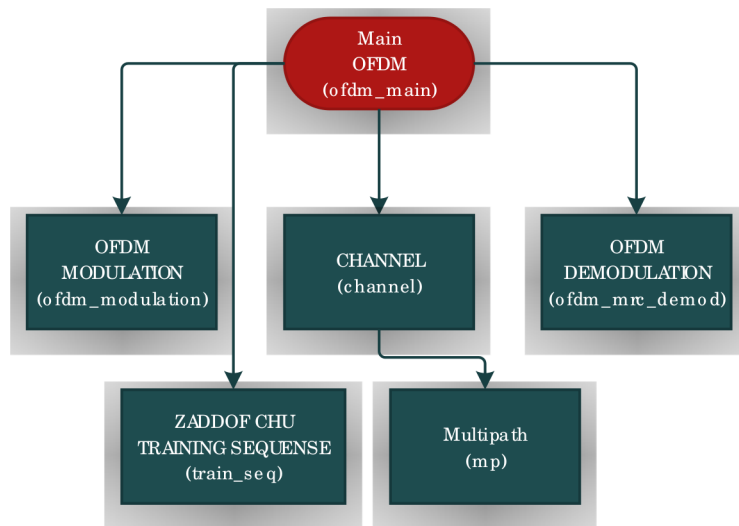 Main
OFDM
(ofdm_main)
OFDM
MODULATION
(ofdm_modulation)
CHANNEL
(channel)
OFDM
DEMODULATION
(ofdm_mrc_demod)
ZADDOF CHU
TRAINING SEQUENSE
(train_seq)
Multipath
(mp)